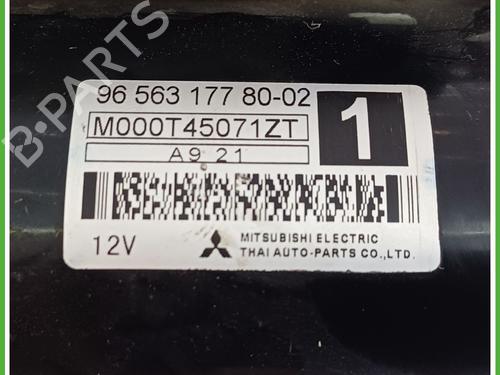 B-PARTS
96 563 177 80-02
M000T45071ZT
1
A9 21
12V
MITSUBISHI ELECTRIC
THAI AUTO-PARTS CO.,LTD.